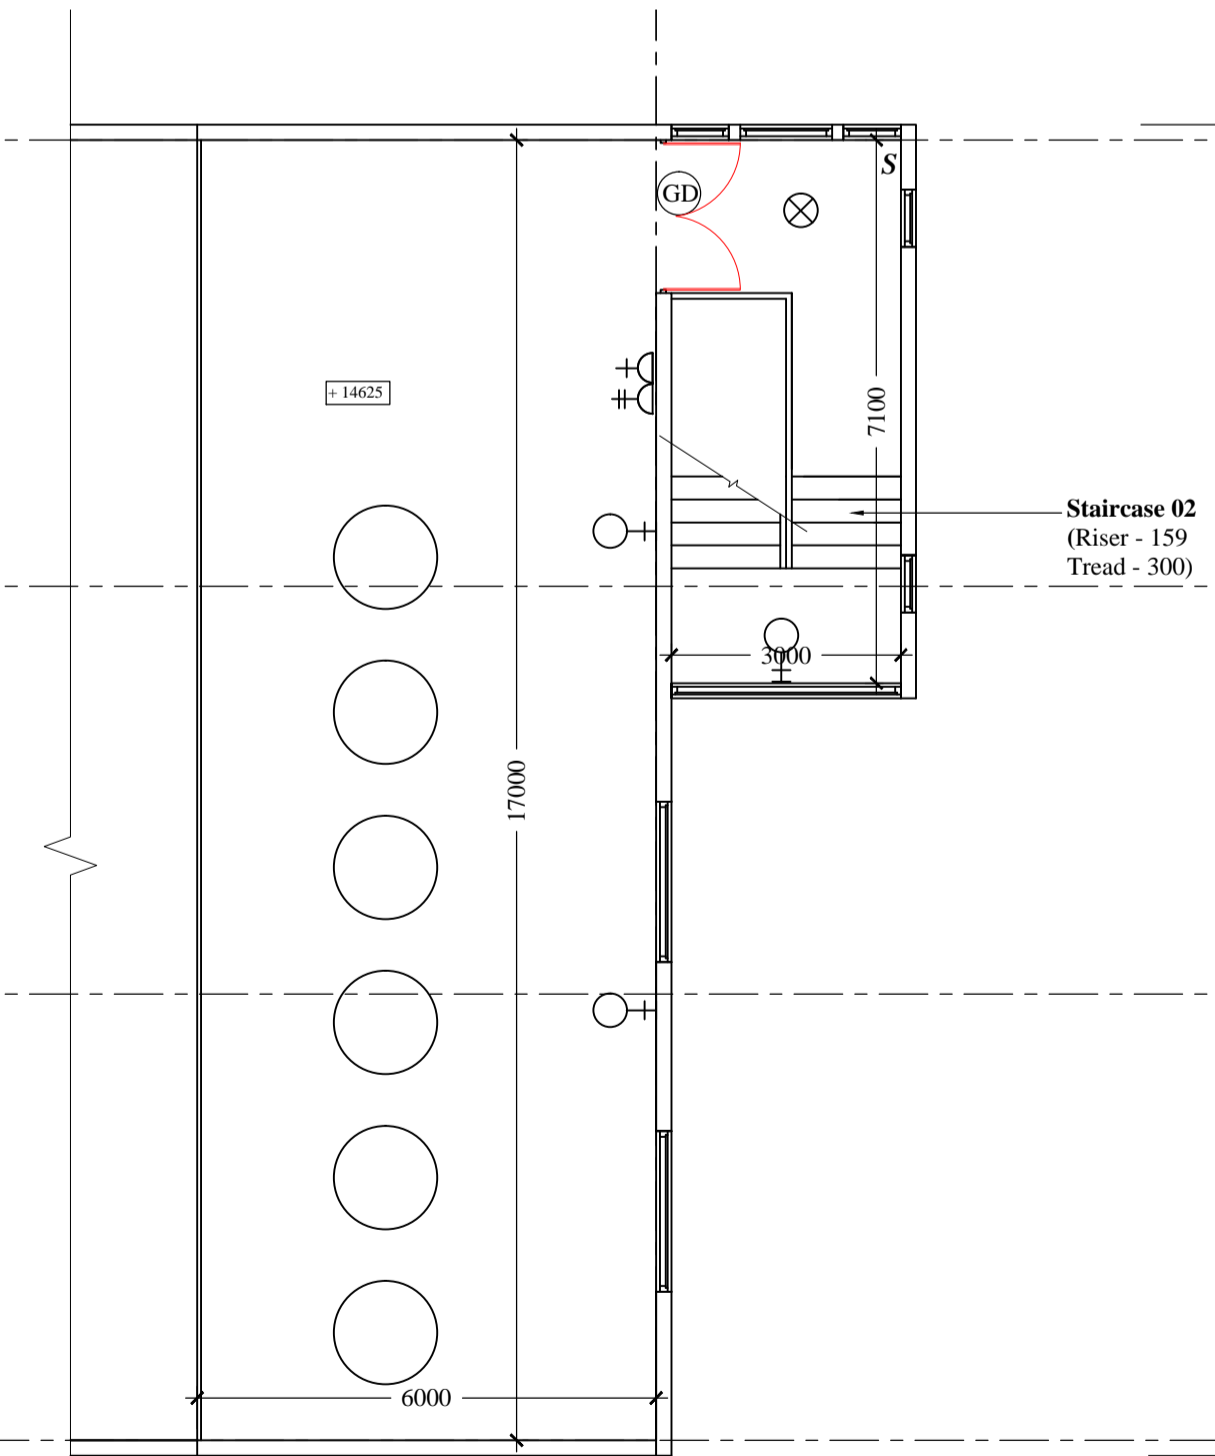 S
GD
+ 14625
7100
Staircase 02
(Riser - 159
Tread - 300)
3000
17000
6000